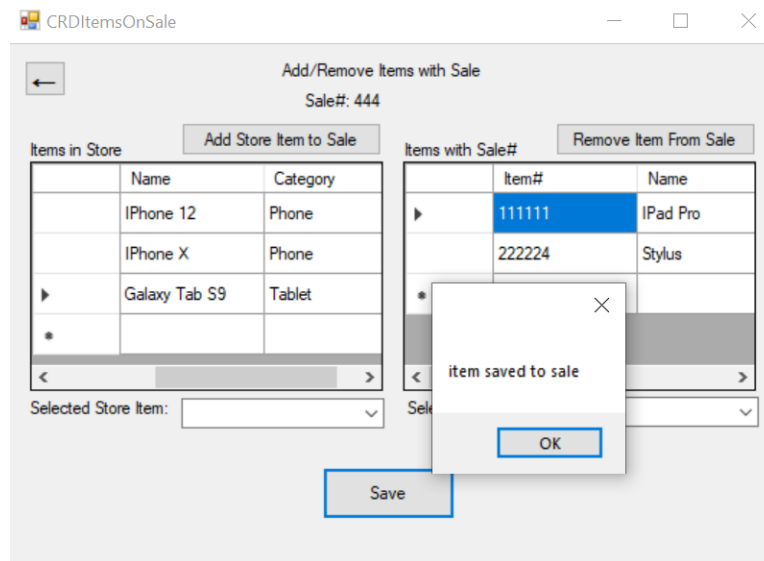 CRDItemsOnSale
Add/Remove Items with Sale
Sale#: 444
Add Store Item to Sale
Remove Item From Sale
Items in Store
Items with Sale#
Name Category
IPhone 12 Phone
IPhone X Phone
Galaxy Tab S9 Tablet
Item# Name
111111 IPad Pro
222224 Stylus
item saved to sale
OK
Selected Store Item:
Sele
Save